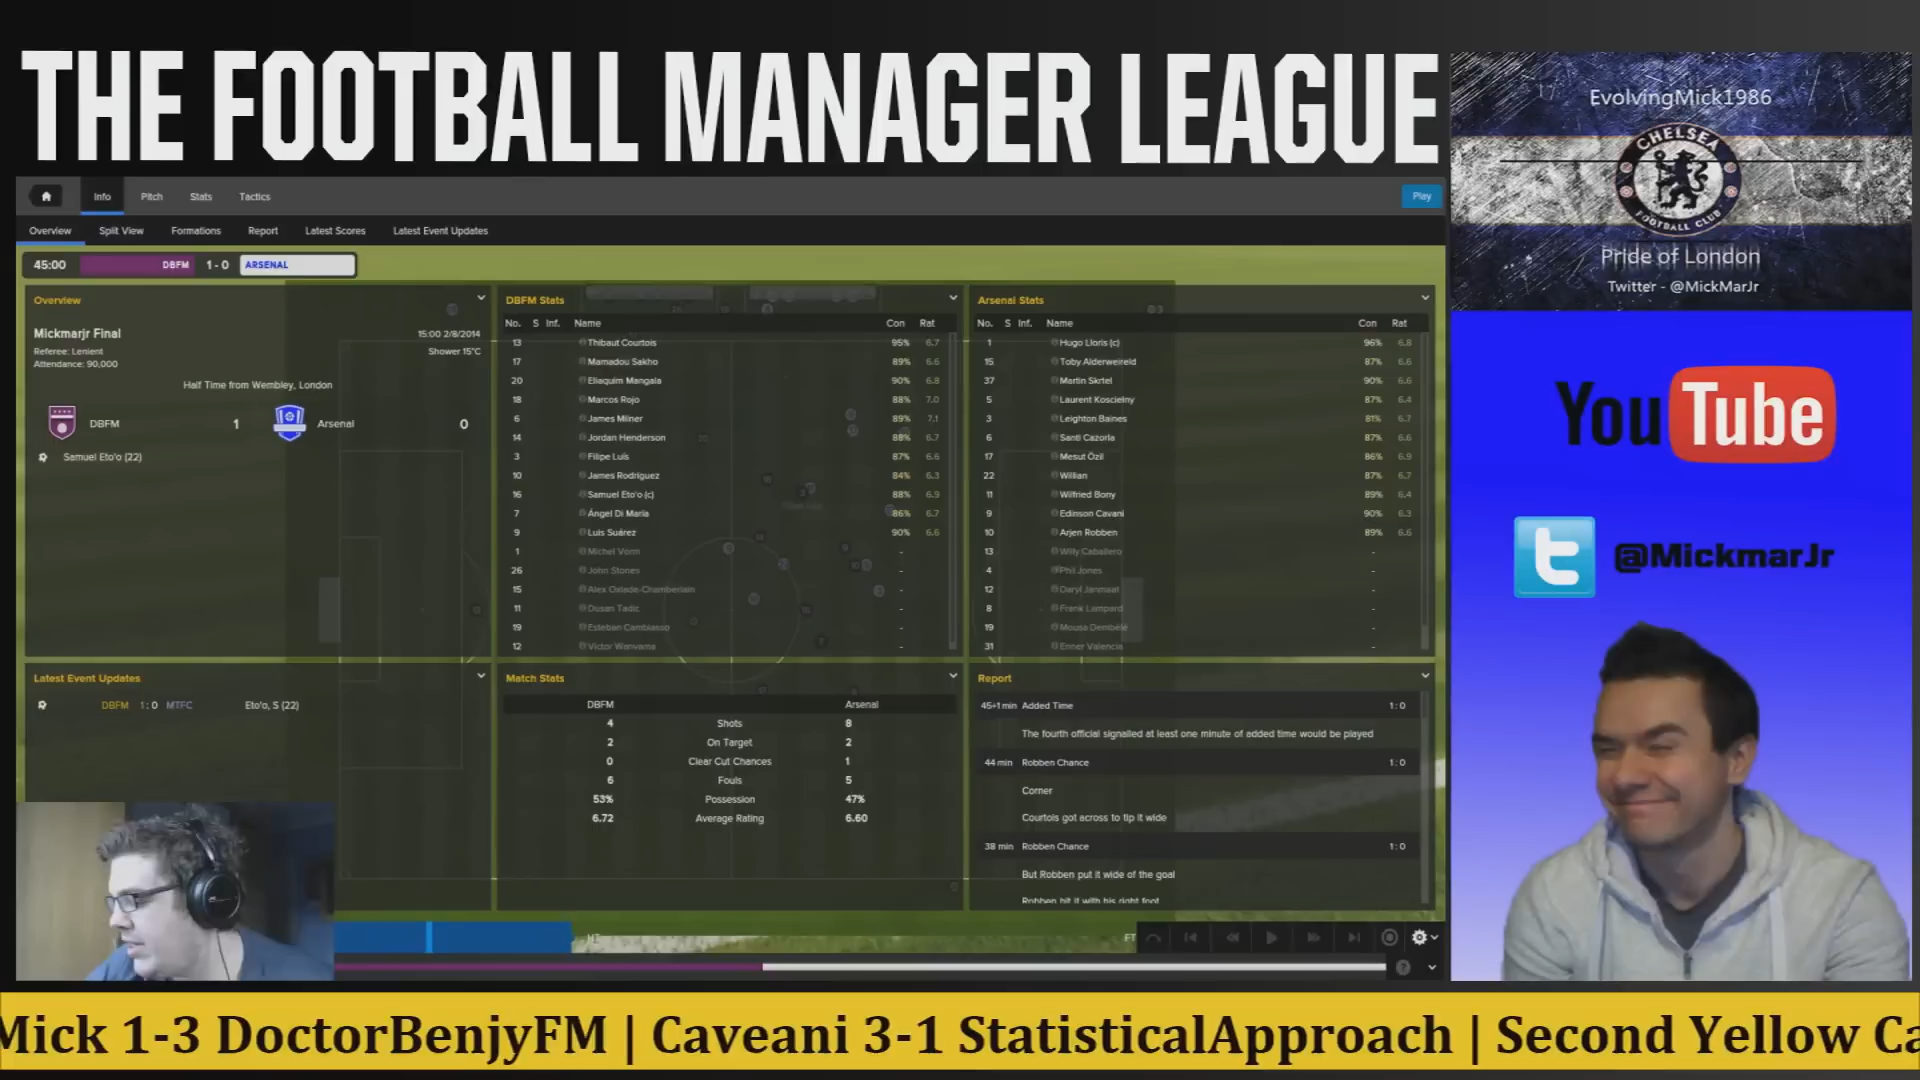 THE FOOTBALL MANAGER LEAGUE
EvolvingMick1986
CHELSEA
FOOTBALL CLUB
Pride of London
Twitter - @MickMarJr
YouTube
@MickmarJr
Info Pitch Stats Tactics Play
Overview Split View Formations Report Latest Scores Latest Event Updates
45:00 DBFM 1 - 0 ARSENAL
Overview
Mickmarjr Final 15:00 2/8/2014
Referee: Lenient Shower 15°C
Attendance: 90,000
Half Time from Wembley, London
DBFM 1 Arsenal 0
Samuel Eto'o (22)
DBFM Stats
No. S Inf. Name Con Rat
13 Thibaut Courtois 95% 6.7
17 Mamadou Sakho 89% 6.6
20 Eliaquim Mangala 90% 6.8
18 Marcos Rojo 88% 7.0
6 James Milner 89% 7.1
14 Jordan Henderson 88% 6.7
3 Filipe Luís 87% 6.6
10 James Rodríguez 84% 6.3
16 Samuel Eto'o (c) 88% 6.9
7 Ángel Di María 86% 6.7
9 Luis Suárez 90% 6.6
1 Michel Vorm -
26 John Stones -
15 Alex Oxlade-Chamberlain -
11 Dusan Tadic -
19 Esteban Cambiasso -
12 Victor Wanyama -
Arsenal Stats
No. S Inf. Name Con Rat
1 Hugo Lloris (c) 96% 6.8
15 Toby Alderweireld 87% 6.6
37 Martin Skrtel 90% 6.6
5 Laurent Koscielny 87% 6.4
3 Leighton Baines 81% 6.7
6 Santi Cazorla 87% 6.6
17 Mesut Özil 86% 6.9
22 Willian 87% 6.7
11 Wilfried Bony 89% 6.4
9 Edinson Cavani 90% 6.3
10 Arjen Robben 89% 6.6
13 Willy Caballero -
4 Phil Jones -
12 Daryl Janmaat -
8 Frank Lampard -
19 Mousa Dembélé -
31 Enner Valencia -
Latest Event Updates
DBFM 1 : 0 MTFC Eto'o, S (22)
Match Stats
DBFM Arsenal
4 Shots 8
2 On Target 2
0 Clear Cut Chances 1
6 Fouls 5
53% Possession 47%
6.72 Average Rating 6.60
Report
45+1 min Added Time 1 : 0
The fourth official signalled at least one minute of added time would be played
44 min Robben Chance 1 : 0
Corner
Courtois got across to tip it wide
38 min Robben Chance 1 : 0
But Robben put it wide of the goal
Robben hit it with his right foot
HT FT
Mick 1-3 DoctorBenjyFM | Caveani 3-1 StatisticalApproach | Second Yellow Ca